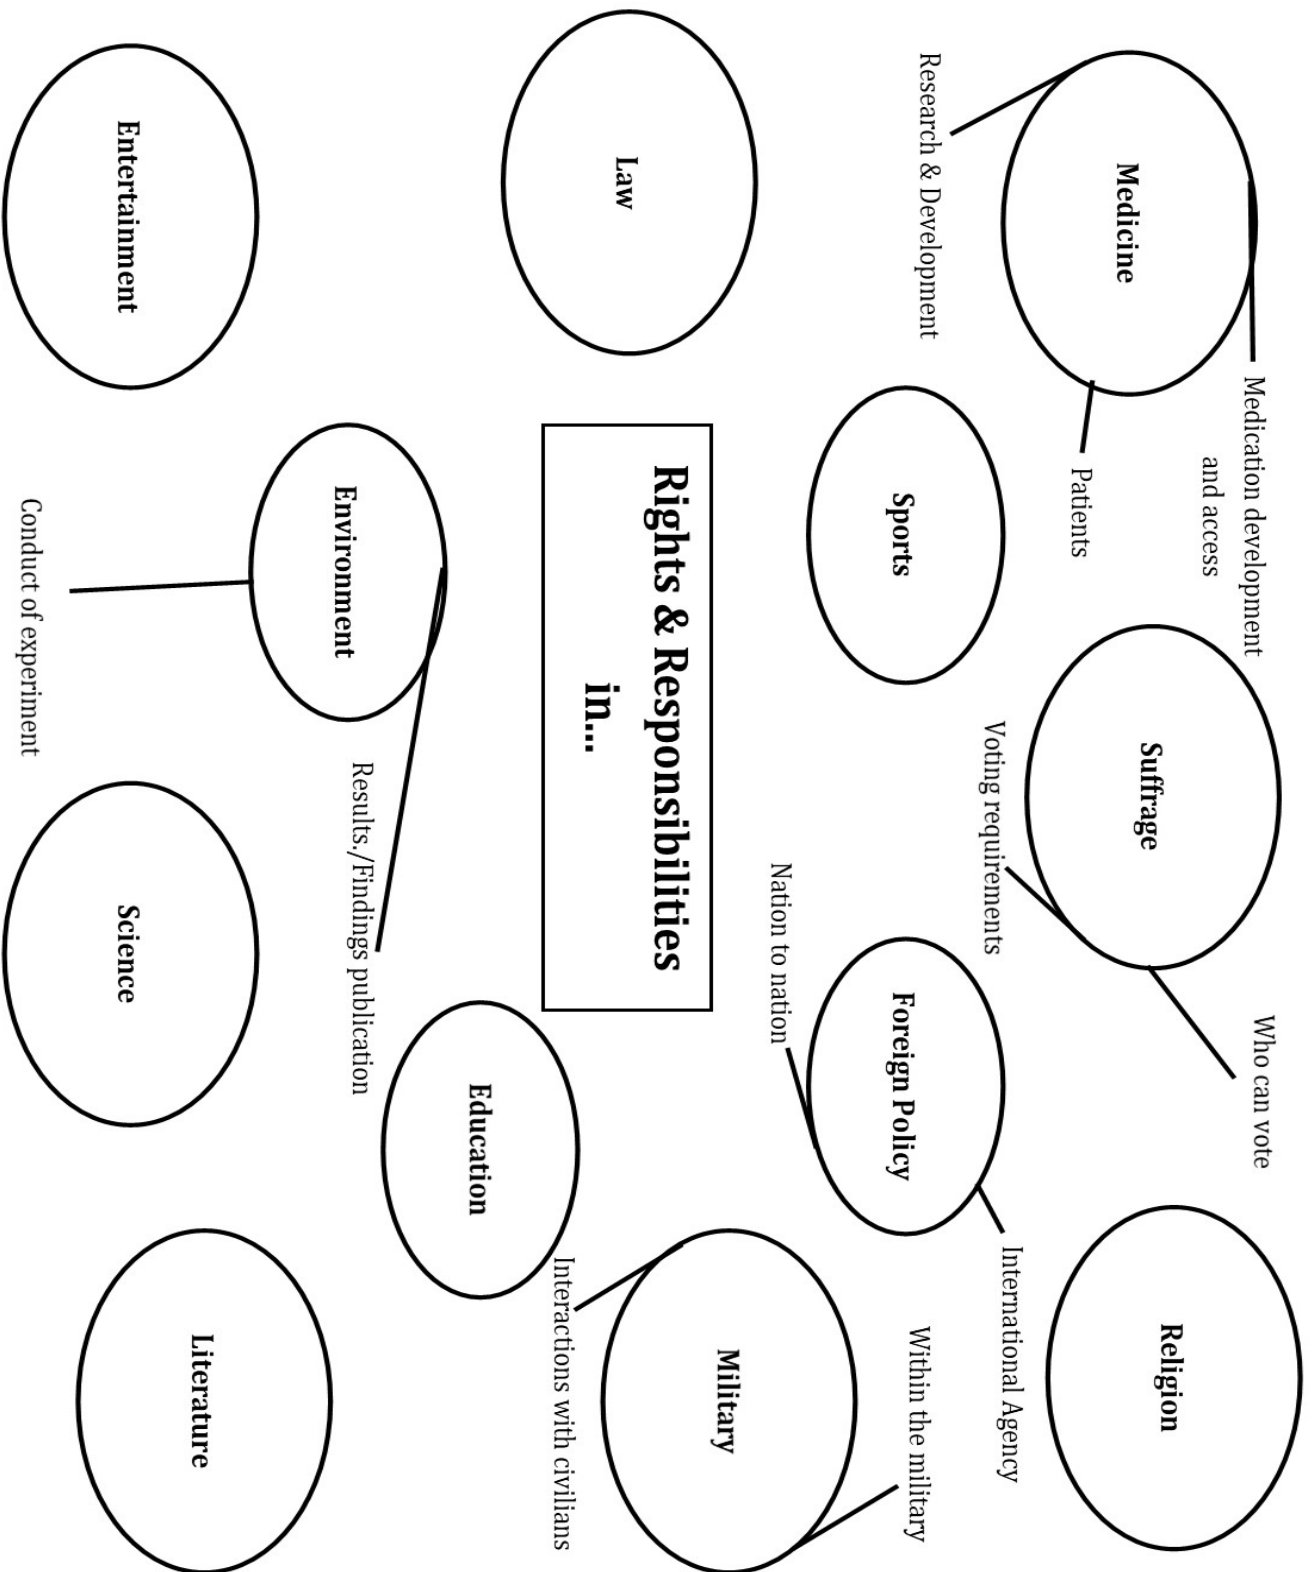 Medication development
and access
Medicine
Patients
Research & Development
Suffrage
Who can vote
Voting requirements
Religion
Sports
Foreign Policy
International Agency
Nation to nation
Within the military
Military
Interactions with civilians
Law
Rights & Responsibilities
in...
Education
Environment
Results./Findings publication
Conduct of experiment
Entertainment
Science
Literature